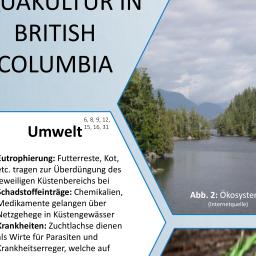 UAKULTUR IN
BRITISH
COLUMBIA
Umwelt 6, 8, 9, 12,
15, 16, 31
Eutrophierung: Futterreste, Kot,
etc. tragen zur Überdüngung des
jeweiligen Küstenbereichs bei
Schadstoffeinträge: Chemikalien,
Medikamente gelangen über
Netzgehege in Küstengewässer
Krankheiten: Zuchtlachse dienen
als Wirte für Parasiten und
Krankheitserreger, welche auf
Abb. 2: Ökosystem
(Internetquelle)